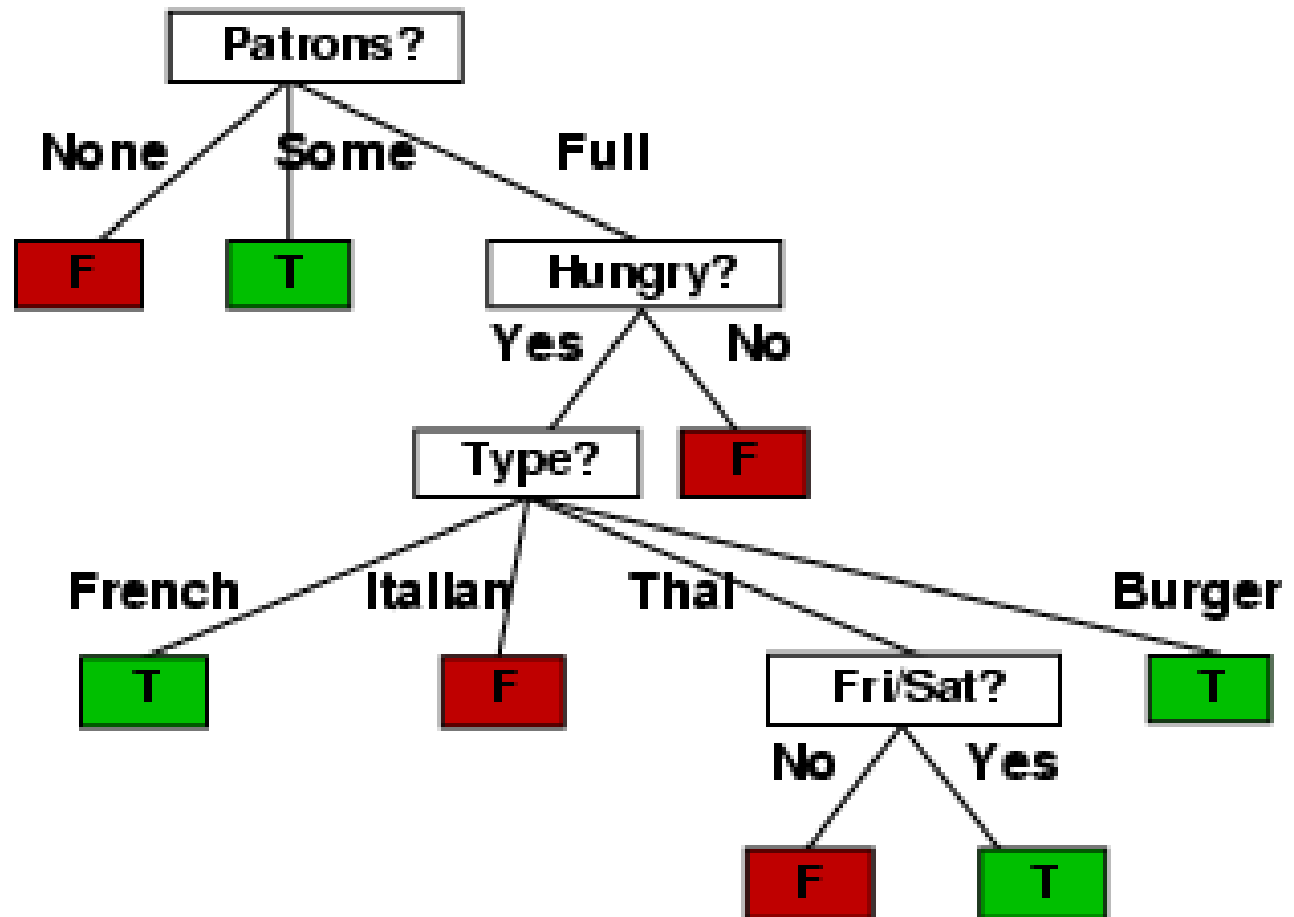 Patrons?
None Some Full
F T Hungry?
Yes No
Type? F
French Italian Thai Burger
T F Fri/Sat? T
No Yes
F T